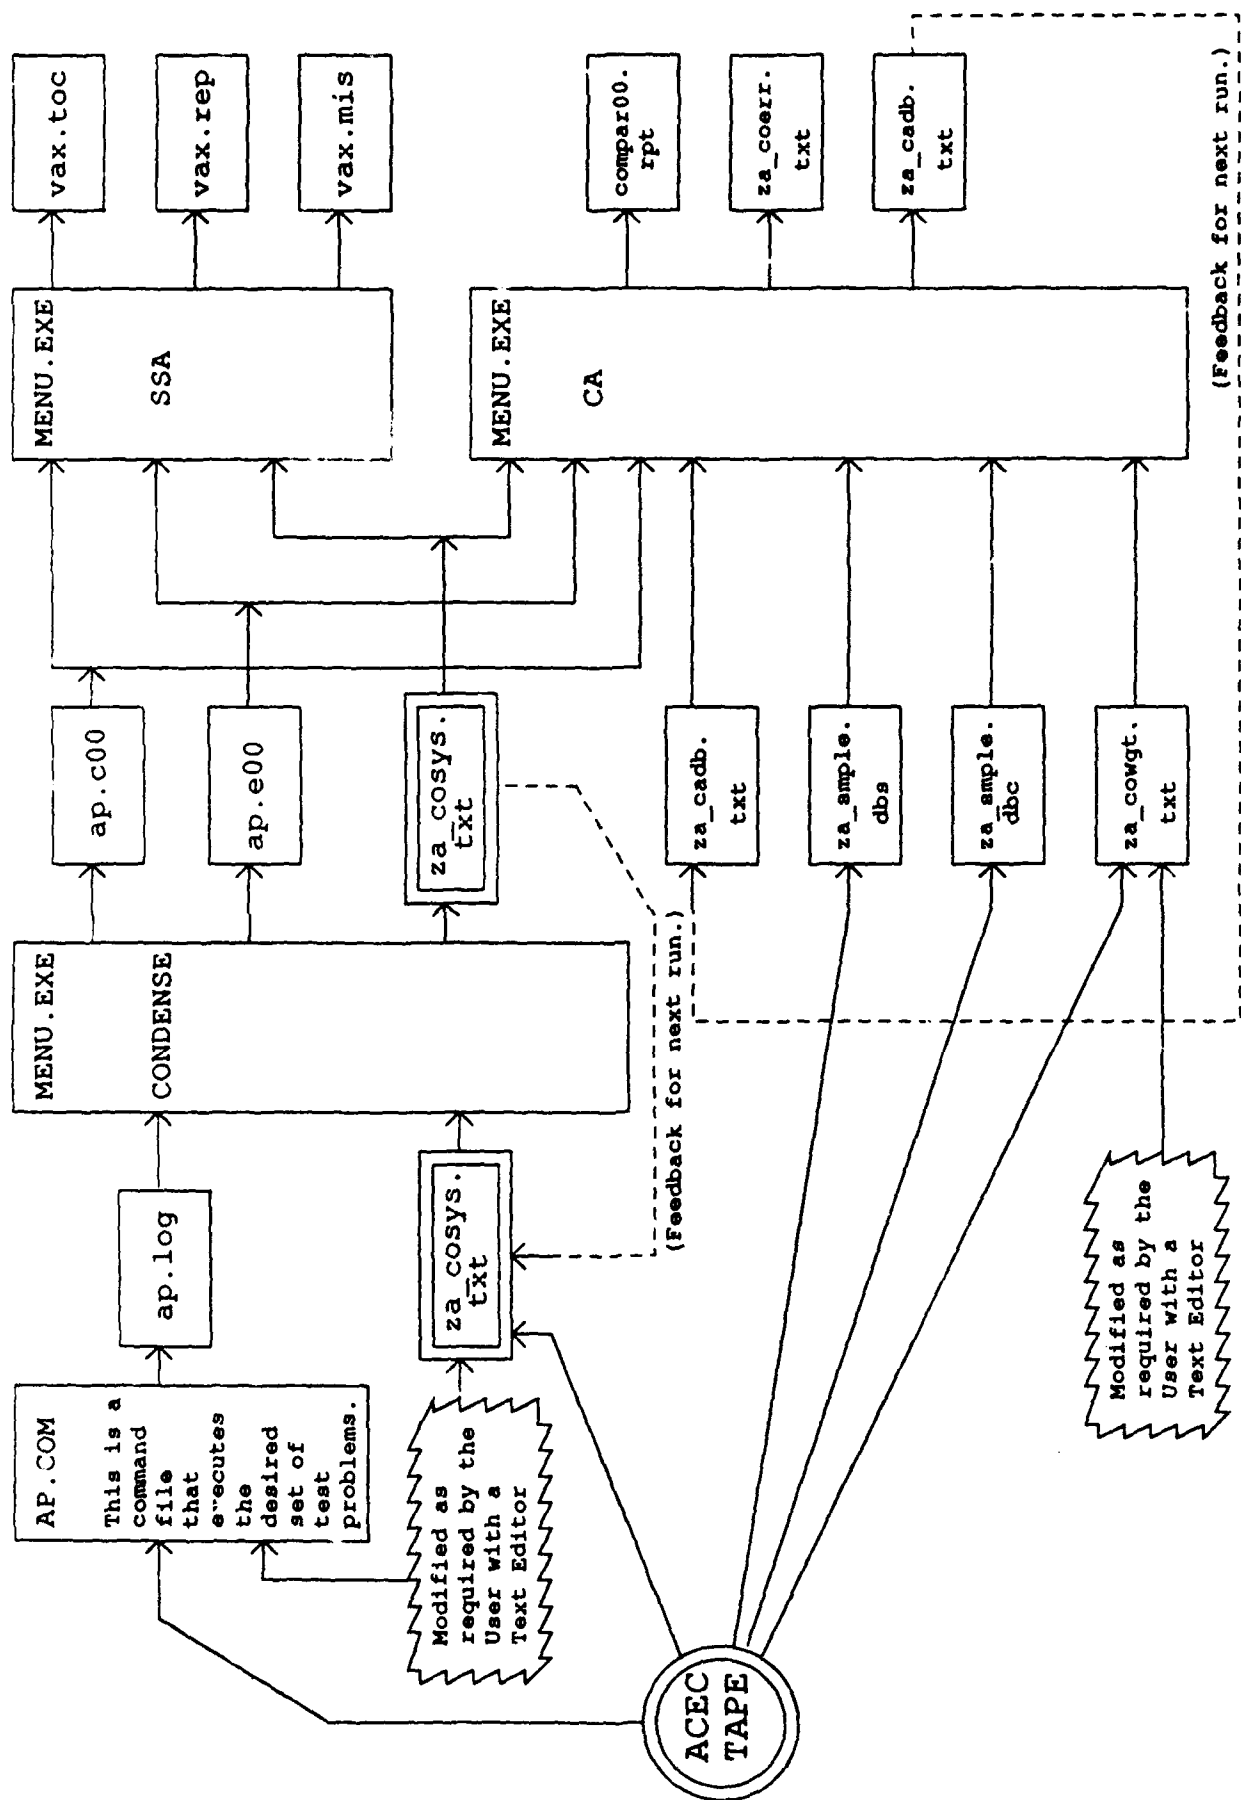 AP.COM
This is a
command
file
that
e‑ecutes
the
desired
set of
test
problems.
ap.log
MENU.EXE
CONDENSE
ap.c00
ap.e00
za_cosys.
txt
MENU.EXE
SSA
vax.toc
vax.rep
vax.mis
Modified as
required by the
User with a
Text Editor
za_cosys.
txt
(Feedback for next run.)
MENU.EXE
CA
compar00.
rpt
za_coerr.
txt
za_cadb.
txt
ACEC
TAPE
za_cadb.
txt
za_smple.
dbs
za_smple.
dbc
za_cowgt.
txt
Modified as
required by the
User with a
Text Editor
(Feedback for next run.)